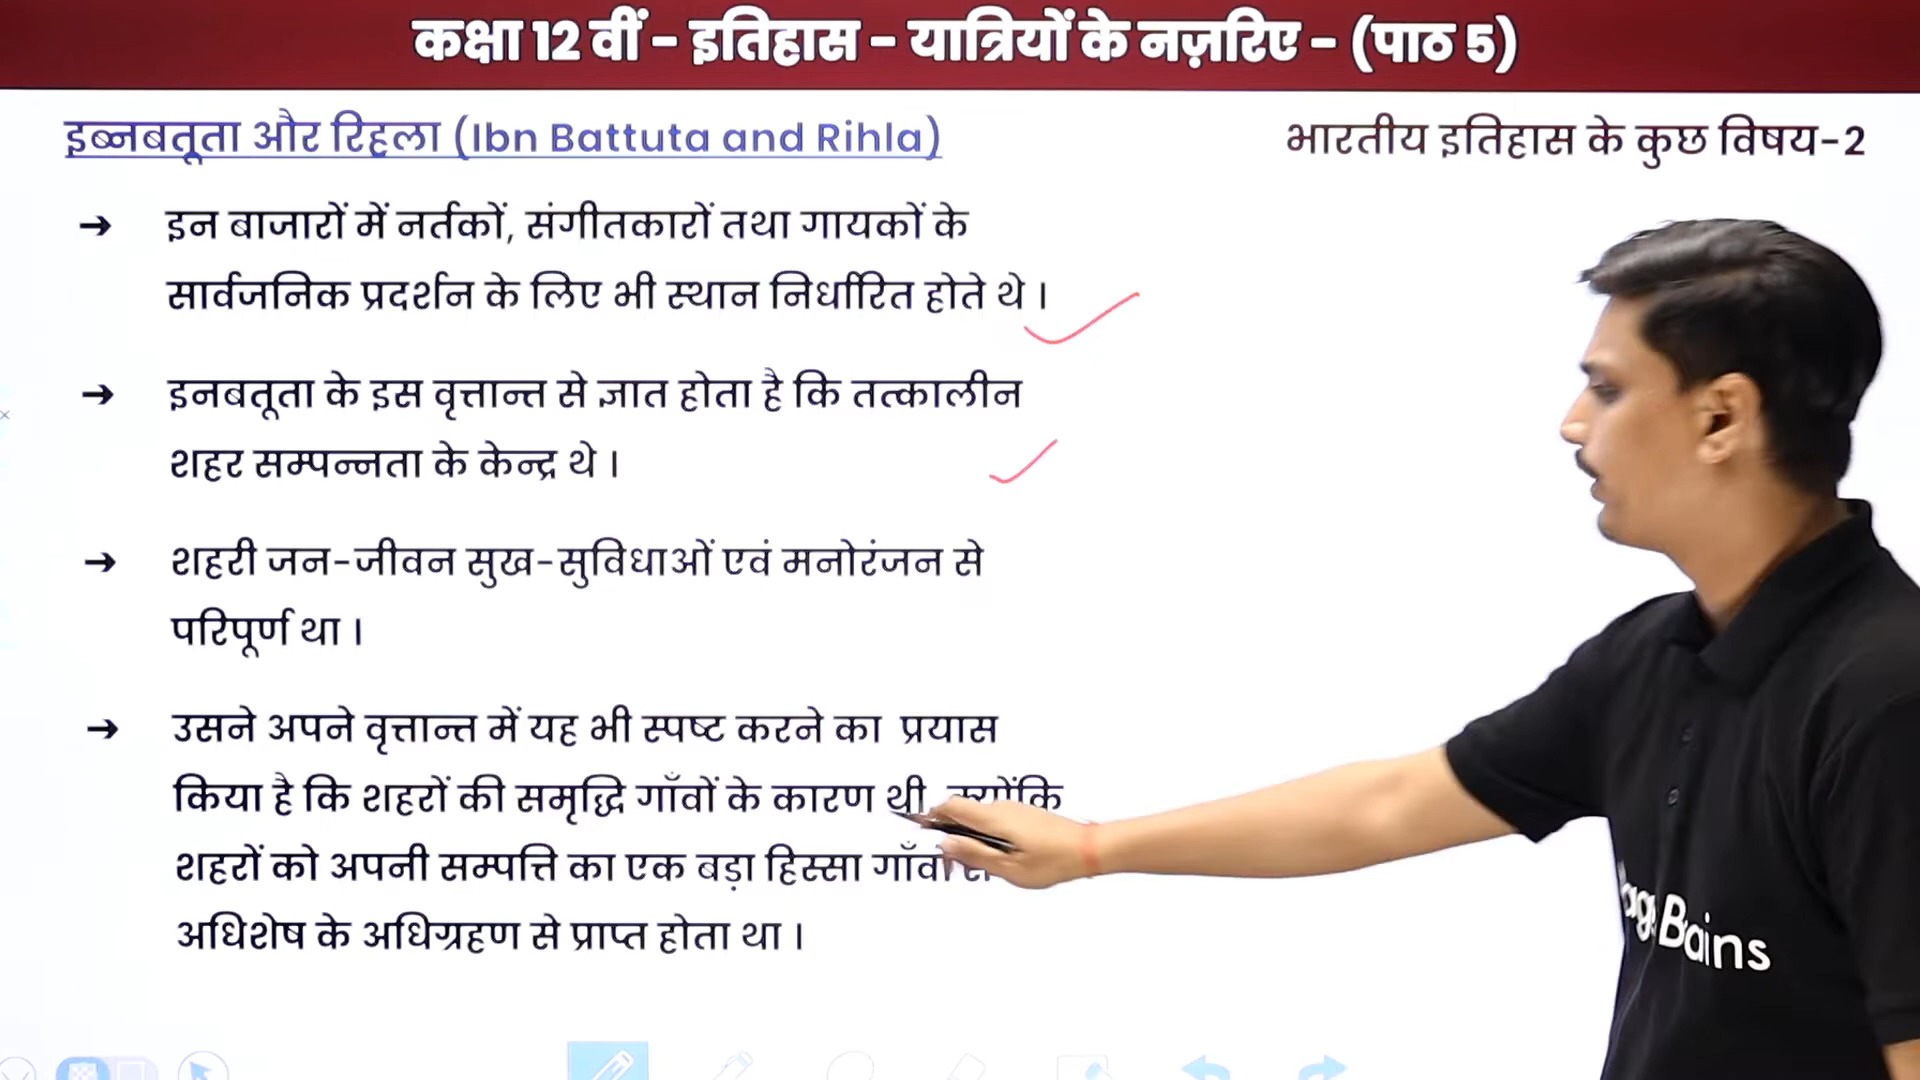 कक्षा 12 वीं - इतिहास - यात्रियों के नज़रिए - (पाठ 5)
इब्नबतूता और रिहला (Ibn Battuta and Rihla)
भारतीय इतिहास के कुछ विषय-2
→ इन बाजारों में नर्तकों, संगीतकारों तथा गायकों के
सार्वजनिक प्रदर्शन के लिए भी स्थान निर्धारित होते थे ।
→ इनबतूता के इस वृत्तान्त से ज्ञात होता है कि तत्कालीन
शहर सम्पन्नता के केन्द्र थे ।
→ शहरी जन-जीवन सुख-सुविधाओं एवं मनोरंजन से
परिपूर्ण था ।
→ उसने अपने वृत्तान्त में यह भी स्पष्ट करने का प्रयास
किया है कि शहरों की समृद्धि गाँवों के कारण थी, क्योंकि
शहरों को अपनी सम्पत्ति का एक बड़ा हिस्सा गाँवों से
अधिशेष के अधिग्रहण से प्राप्त होता था ।